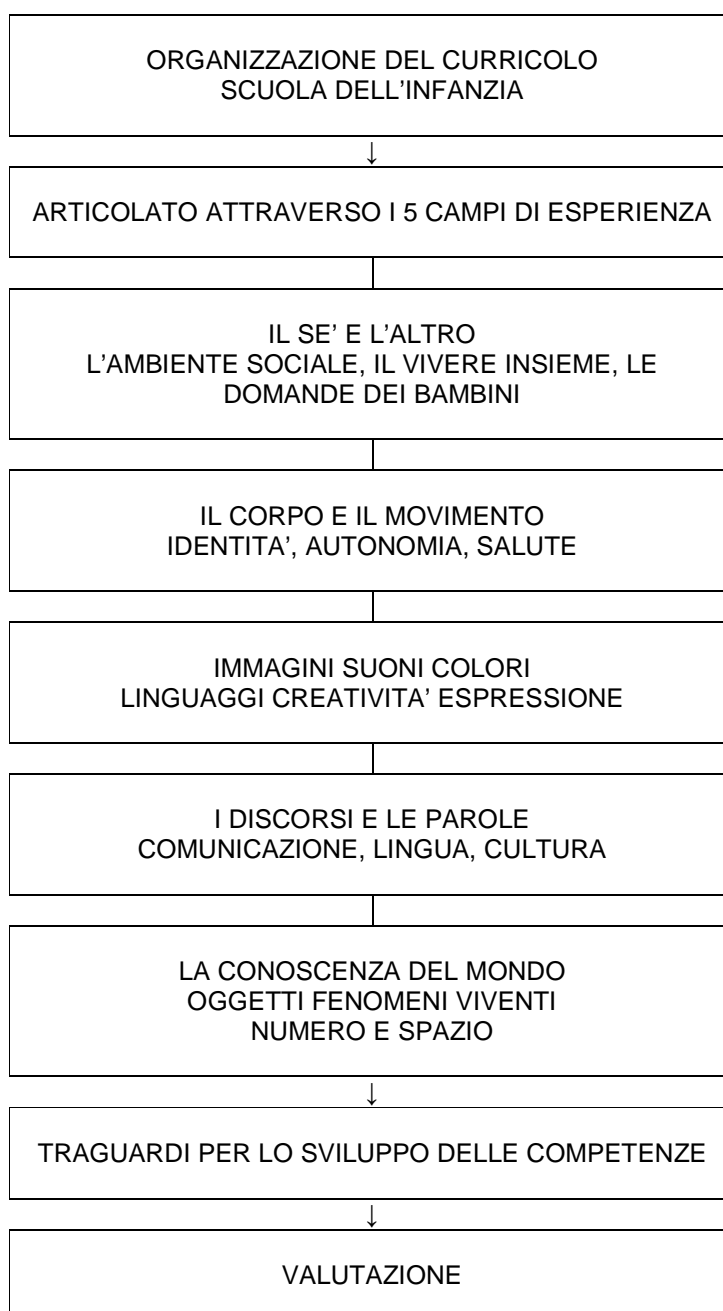 ORGANIZZAZIONE DEL CURRICOLO
SCUOLA DELL’INFANZIA
↓
ARTICOLATO ATTRAVERSO I 5 CAMPI DI ESPERIENZA
IL SE’ E L’ALTRO
L’AMBIENTE SOCIALE, IL VIVERE INSIEME, LE
DOMANDE DEI BAMBINI
IL CORPO E IL MOVIMENTO
IDENTITA’, AUTONOMIA, SALUTE
IMMAGINI SUONI COLORI
LINGUAGGI CREATIVITA’ ESPRESSIONE
I DISCORSI E LE PAROLE
COMUNICAZIONE, LINGUA, CULTURA
LA CONOSCENZA DEL MONDO
OGGETTI FENOMENI VIVENTI
NUMERO E SPAZIO
↓
TRAGUARDI PER LO SVILUPPO DELLE COMPETENZE
↓
VALUTAZIONE